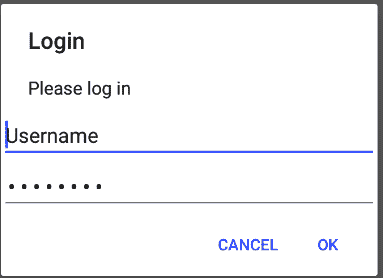 Login
Please log in
Username
••••••••
CANCEL OK